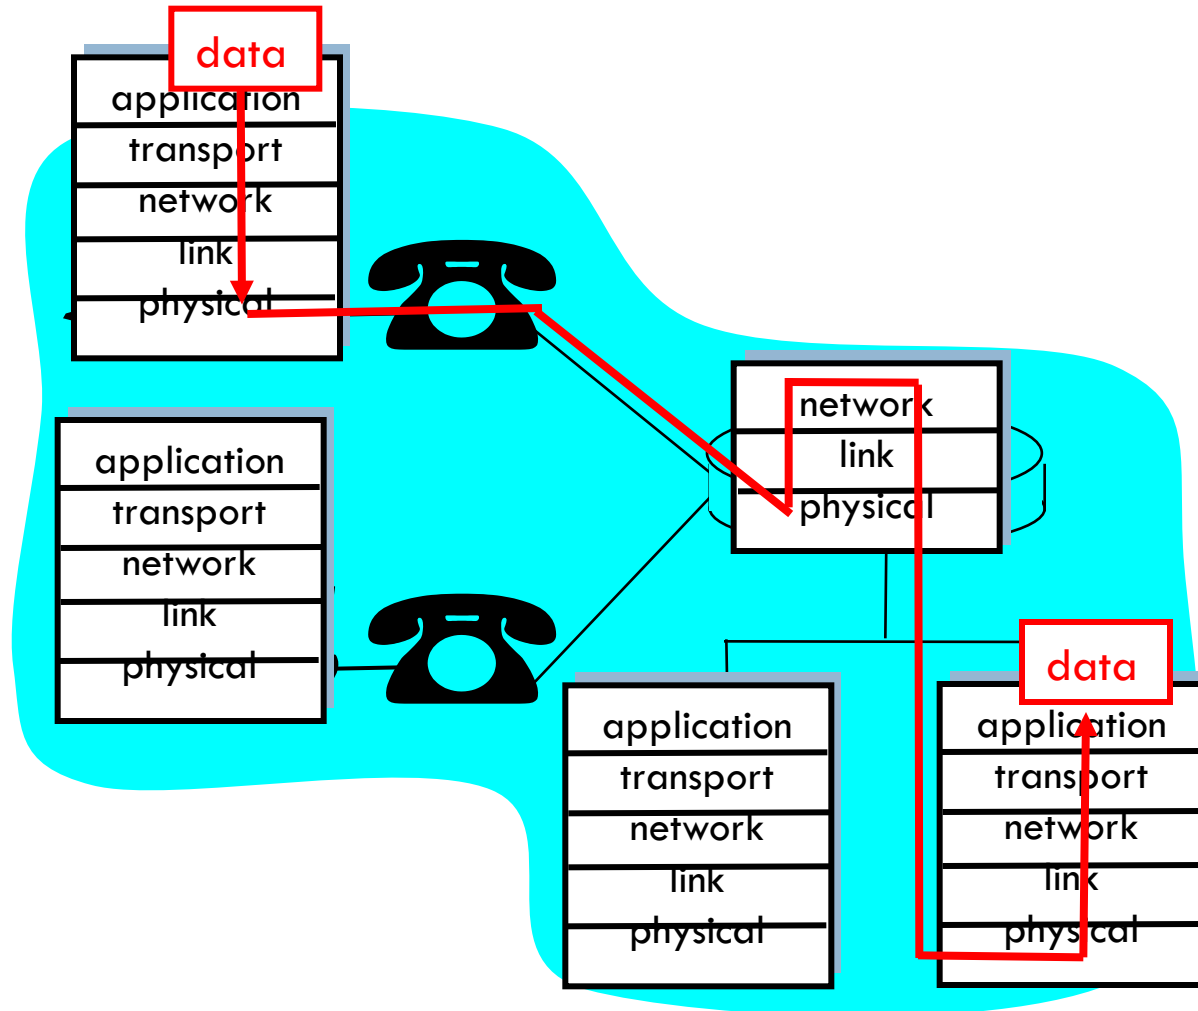 data
application
transport
network
link
physical
network
link
physical
application
transport
network
link
physical
application
transport
network
link
physical
data
application
transport
network
link
physical